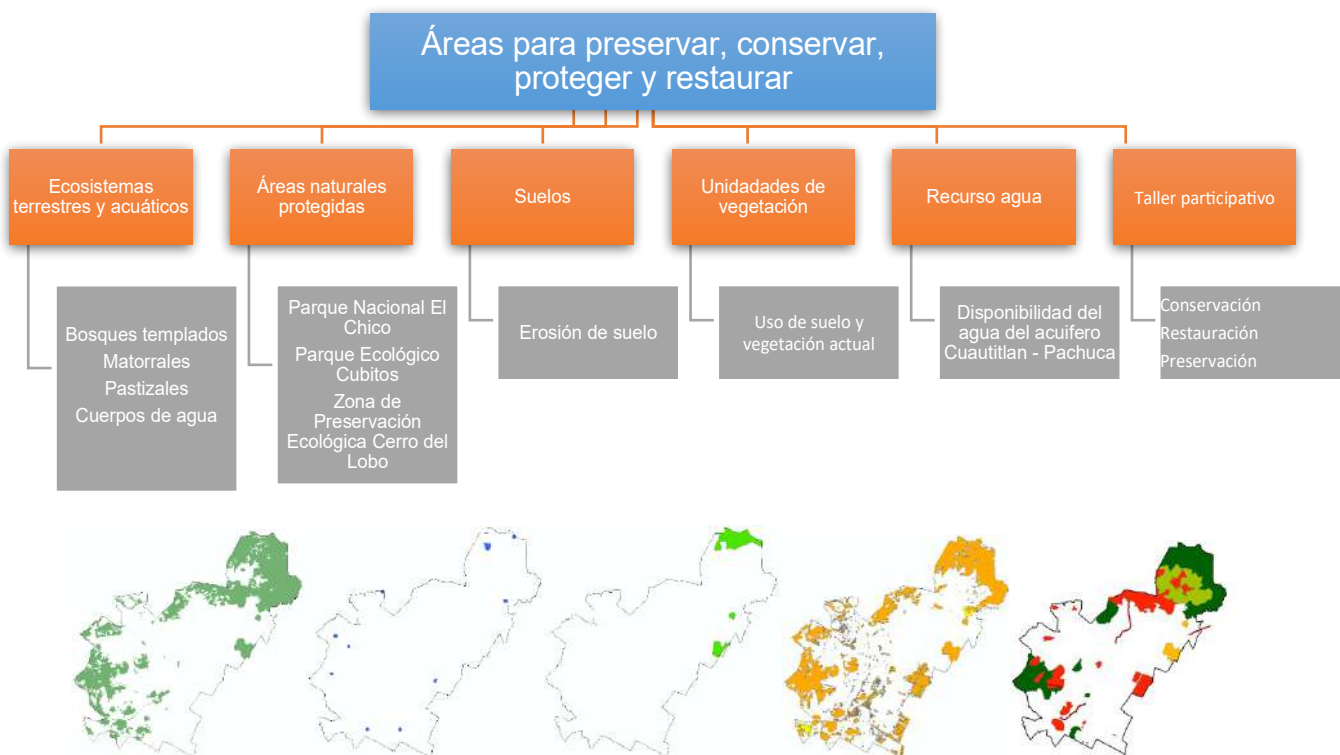 Áreas para preservar, conservar,
proteger y restaurar
Ecosistemas
terrestres y acuáticos
Áreas naturales
protegidas
Suelos
Unidadades de
vegetación
Recurso agua
Taller participativo
Bosques templados
Matorrales
Pastizales
Cuerpos de agua
Parque Nacional El
Chico
Parque Ecológico
Cubitos
Zona de
Preservación
Ecológica Cerro del
Lobo
Erosión de suelo
Uso de suelo y
vegetación actual
Disponibilidad del
agua del acuifero
Cuautitlan - Pachuca
Conservación
Restauración
Preservación